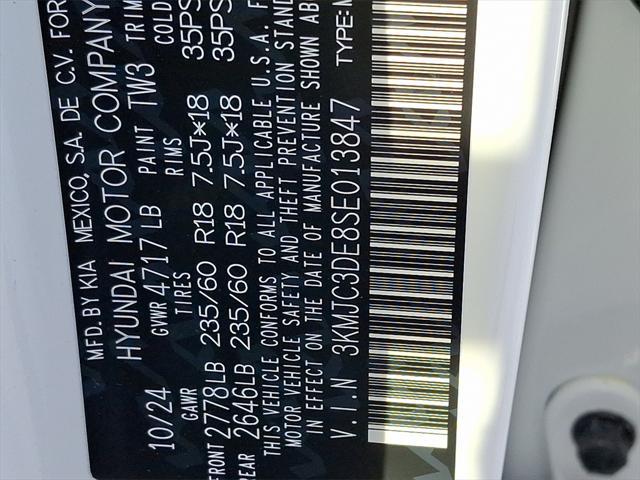 MFD. BY KIA MEXICO, S.A. DE C.V. FOR
HYUNDAI MOTOR COMPANY
10/24 GVWR 4717 LB PAINT TW3 TRIM
GAWR TIRES RIMS COLD
FRONT 2778LB 235/60 R18 7.5J×18 35PS
REAR 2646LB 235/60 R18 7.5J×18 35PS
THIS VEHICLE CONFORMS TO ALL APPLICABLE U.S.A. F
MOTOR VEHICLE SAFETY AND THEFT PREVENTION STAND
IN EFFECT ON THE DATE OF MANUFACTURE SHOWN AB
V.I.N 3KMJC3DE8SE013847 TYPE:M